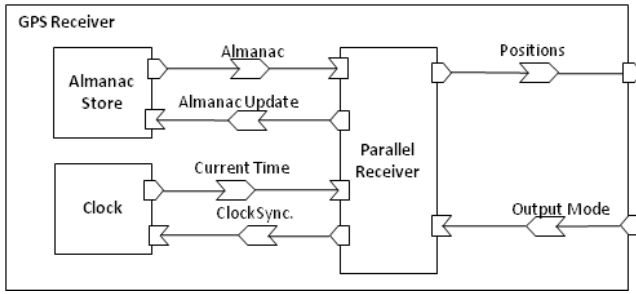 GPS Receiver
Almanac
Positions
Almanac
Store
Almanac Update
Parallel
Receiver
Current Time
Clock
ClockSync.
Output Mode